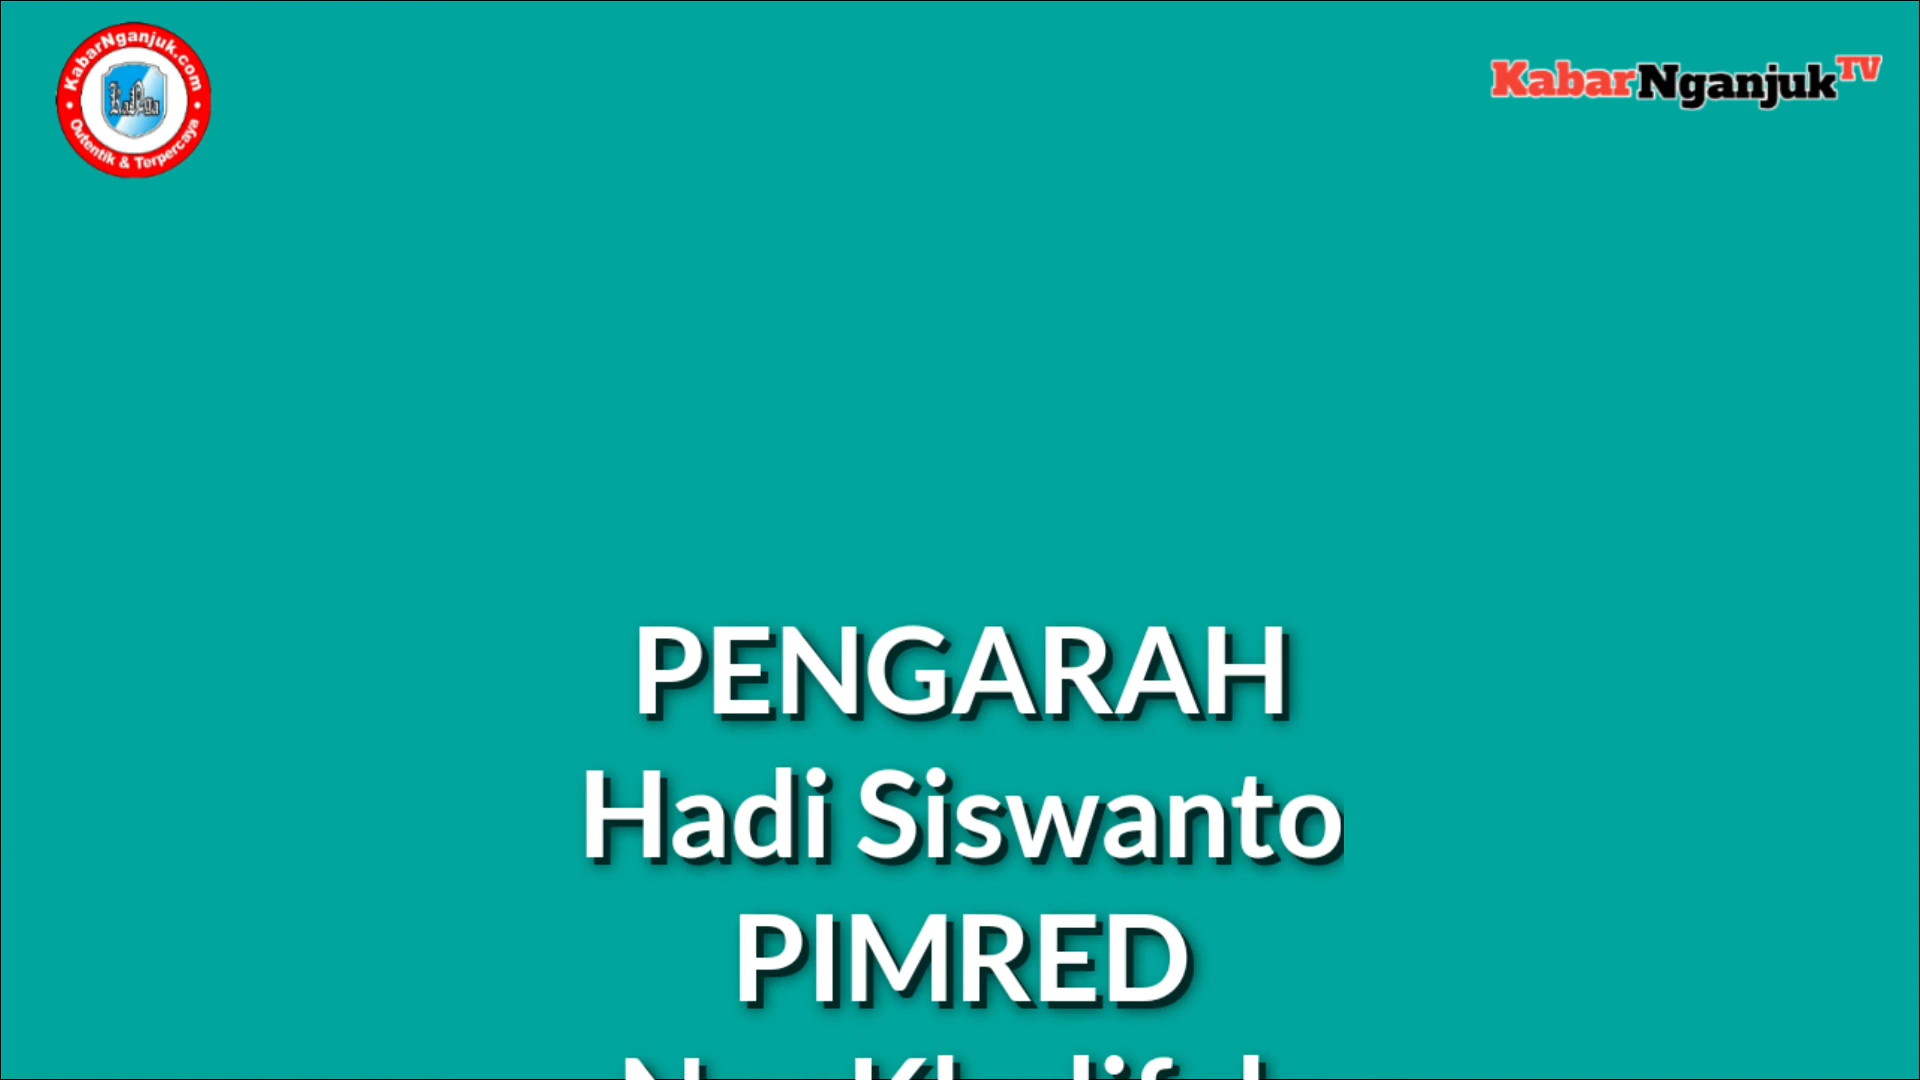 KabarNganjuk.com
Outentik & Terpercaya
KabarNganjukTV
PENGARAH
Hadi Siswanto
PIMRED